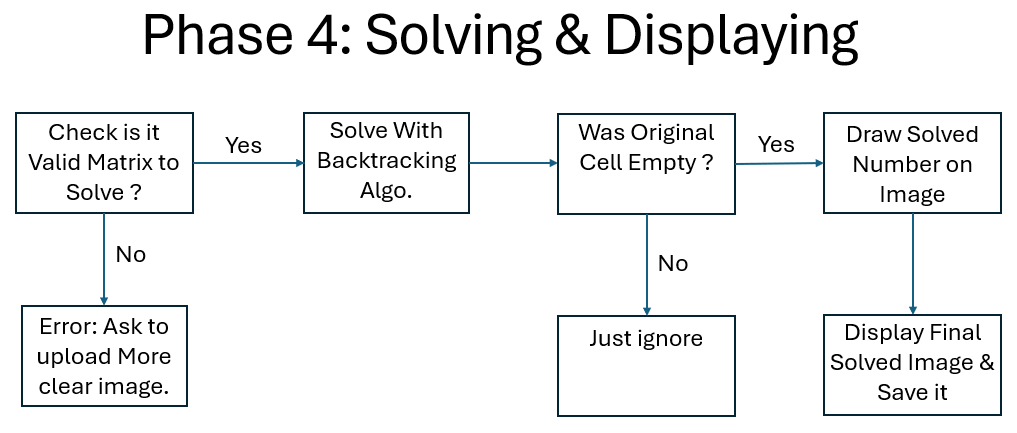 Phase 4: Solving & Displaying
Check is it
Valid Matrix to
Solve ?
Yes
Solve With
Backtracking
Algo.
Was Original
Cell Empty ?
Yes
Draw Solved
Number on
Image
No
No
Error: Ask to
upload More
clear image.
Just ignore
Display Final
Solved Image &
Save it